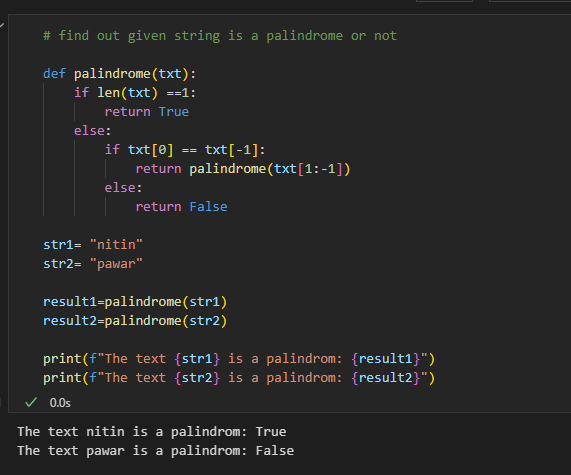 # find out given string is a palindrome or not
def palindrome(txt):
    if len(txt) ==1:
        return True
    else:
        if txt[0] == txt[-1]:
            return palindrome(txt[1:-1])
        else:
            return False
str1= "nitin"
str2= "pawar"
result1=palindrome(str1)
result2=palindrome(str2)
print(f"The text {str1} is a palindrom: {result1}")
print(f"The text {str2} is a palindrom: {result2}")
0.0s
The text nitin is a palindrom: True
The text pawar is a palindrom: False